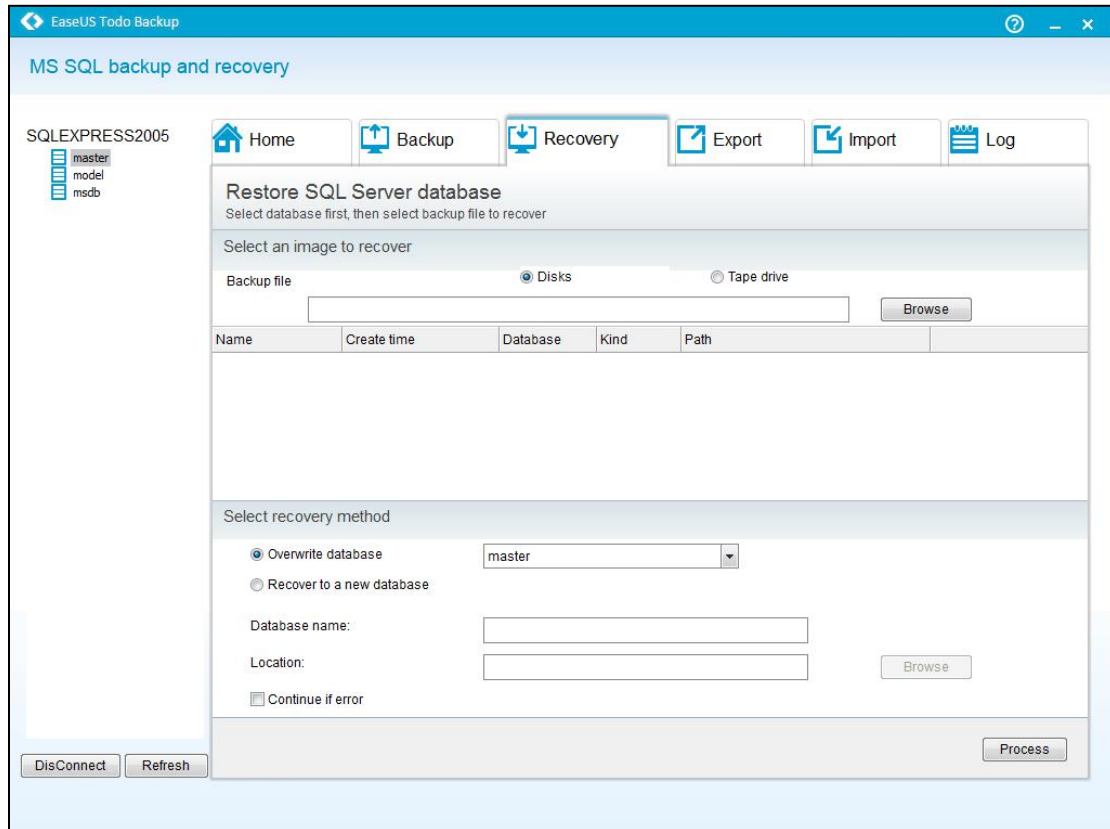 EaseUS Todo Backup
MS SQL backup and recovery
SQLEXPRESS2005
master
model
msdb
Home
Backup
Recovery
Export
Import
Log
Restore SQL Server database
Select database first, then select backup file to recover
Select an image to recover
Backup file
Disks
Tape drive
Browse
Name
Create time
Database
Kind
Path
Select recovery method
Overwrite database
master
Recover to a new database
Database name:
Location:
Browse
Continue if error
Process
DisConnect
Refresh